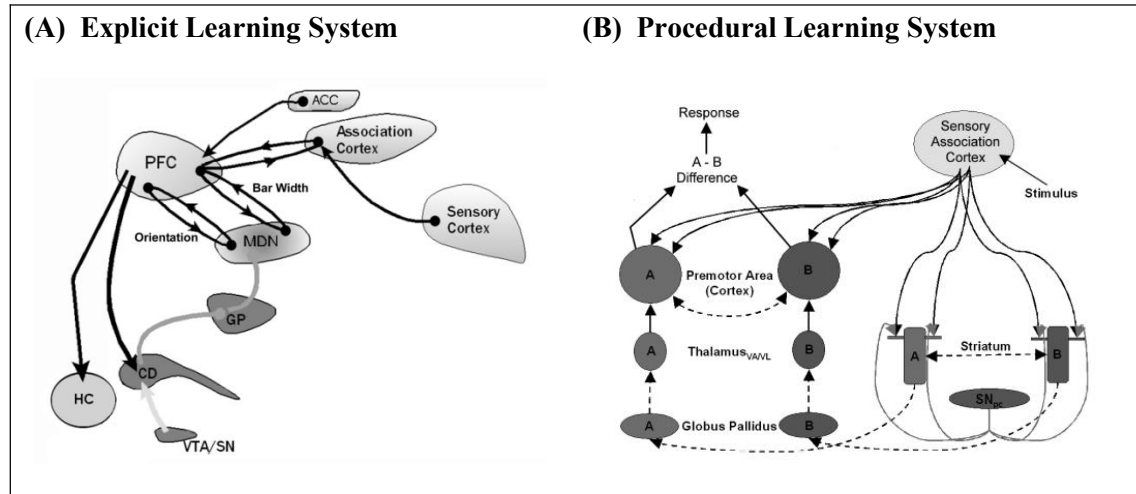 (A) Explicit Learning System
ACC
Association
Cortex
PFC
Bar Width
Sensory
Cortex
Orientation
MDN
GP
CD
HC
VTA/SN
(B) Procedural Learning System
Response
Sensory
Association
Cortex
A - B
Difference
Stimulus
A
Premotor Area
(Cortex)
B
A
Thalamus VA/VL
B
A
Striatum
B
SN pc
A
Globus Pallidus
B